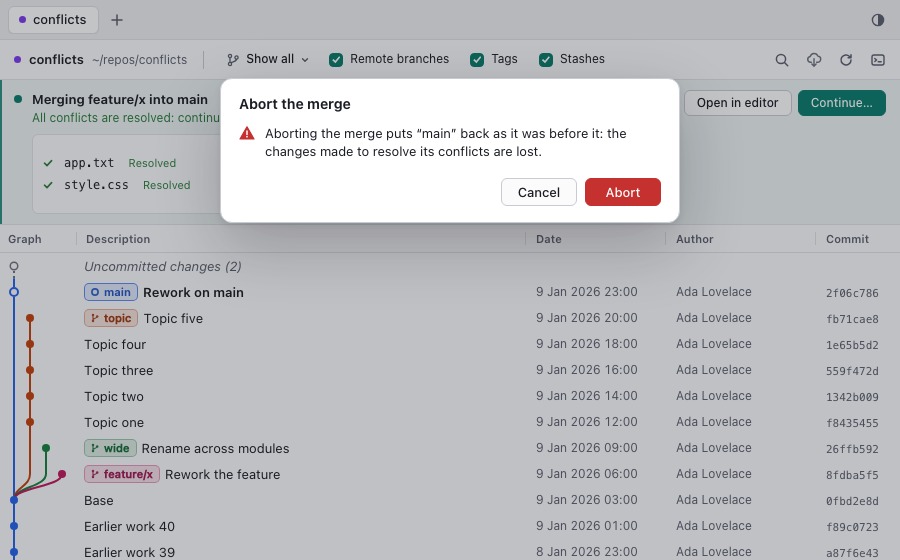 conflicts
conflicts ~/repos/conflicts Show all Remote branches Tags Stashes
Merging feature/x into main
All conflicts are resolved: continu
Open in editor Continue…
app.txt Resolved
style.css Resolved
Abort the merge
Aborting the merge puts “main” back as it was before it: the
changes made to resolve its conflicts are lost.
Cancel Abort
Graph Description Date Author Commit
Uncommitted changes (2)
main Rework on main 9 Jan 2026 23:00 Ada Lovelace 2f06c786
topic Topic five 9 Jan 2026 20:00 Ada Lovelace fb71cae8
Topic four 9 Jan 2026 18:00 Ada Lovelace 1e65b5d2
Topic three 9 Jan 2026 16:00 Ada Lovelace 559f472d
Topic two 9 Jan 2026 14:00 Ada Lovelace 1342b009
Topic one 9 Jan 2026 12:00 Ada Lovelace f8435455
wide Rename across modules 9 Jan 2026 09:00 Ada Lovelace 26ffb592
feature/x Rework the feature 9 Jan 2026 06:00 Ada Lovelace 8fdba5f5
Base 9 Jan 2026 03:00 Ada Lovelace 0fbd2e8d
Earlier work 40 9 Jan 2026 01:00 Ada Lovelace f89c0723
Earlier work 39 8 Jan 2026 23:00 Ada Lovelace a87f6e43